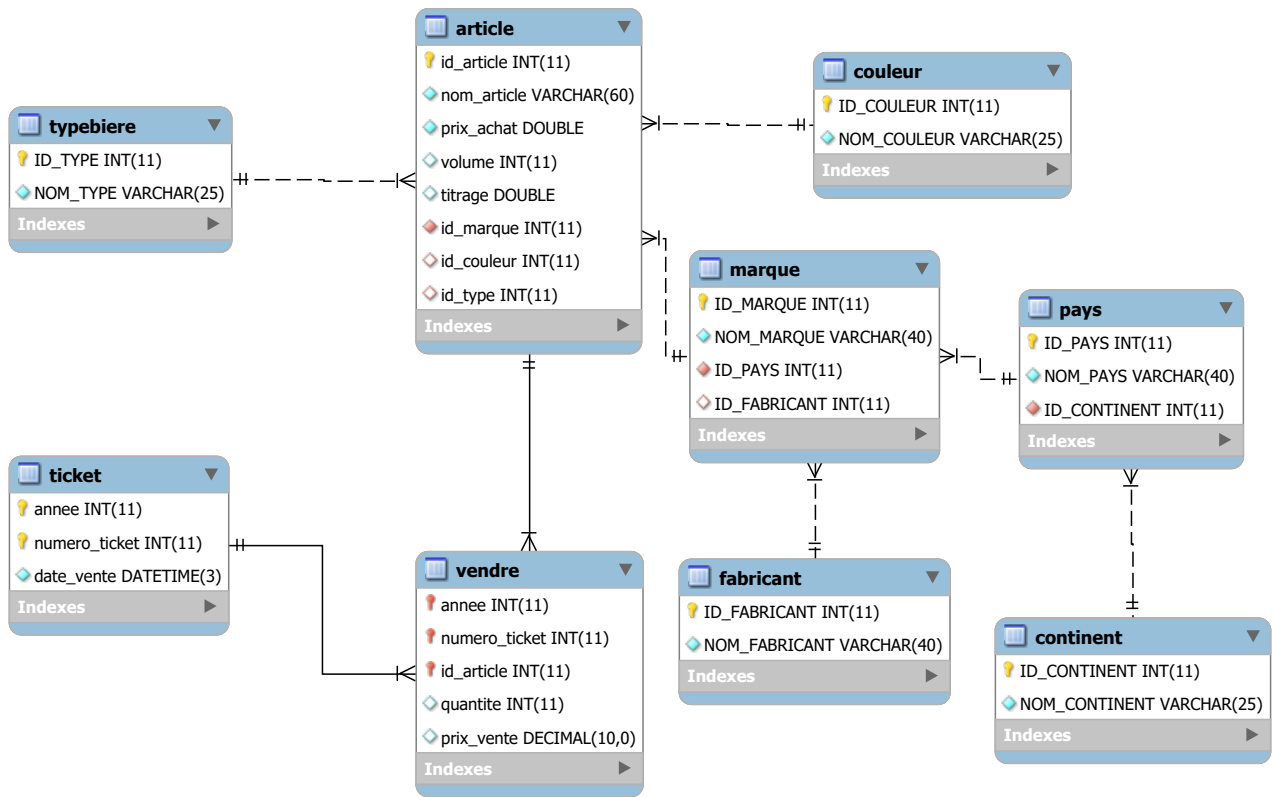 article
id_article INT(11)
nom_article VARCHAR(60)
prix_achat DOUBLE
volume INT(11)
titrage DOUBLE
id_marque INT(11)
id_couleur INT(11)
id_type INT(11)
Indexes
couleur
ID_COULEUR INT(11)
NOM_COULEUR VARCHAR(25)
Indexes
typebiere
ID_TYPE INT(11)
NOM_TYPE VARCHAR(25)
Indexes
marque
ID_MARQUE INT(11)
NOM_MARQUE VARCHAR(40)
ID_PAYS INT(11)
ID_FABRICANT INT(11)
Indexes
pays
ID_PAYS INT(11)
NOM_PAYS VARCHAR(40)
ID_CONTINENT INT(11)
Indexes
ticket
annee INT(11)
numero_ticket INT(11)
date_vente DATETIME(3)
Indexes
vendre
annee INT(11)
numero_ticket INT(11)
id_article INT(11)
quantite INT(11)
prix_vente DECIMAL(10,0)
Indexes
fabricant
ID_FABRICANT INT(11)
NOM_FABRICANT VARCHAR(40)
Indexes
continent
ID_CONTINENT INT(11)
NOM_CONTINENT VARCHAR(25)
Indexes